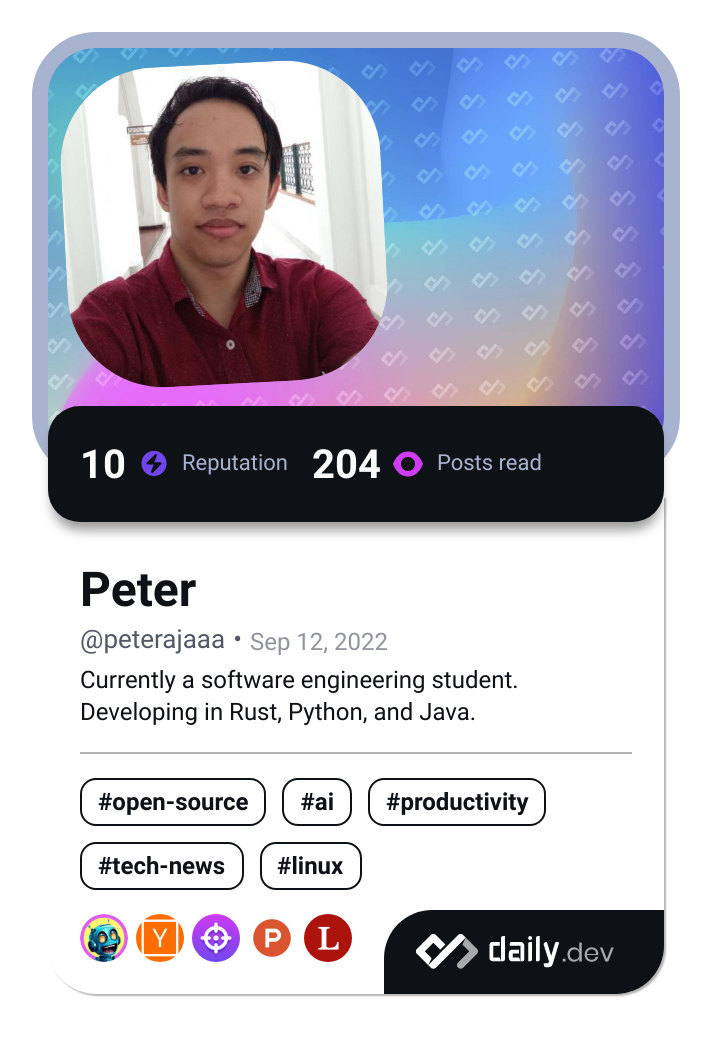 10 Reputation 204 Posts read
Peter
@peterajaaa • Sep 12, 2022
Currently a software engineering student.
Developing in Rust, Python, and Java.
#open-source #ai #productivity
#tech-news #linux
Y P L
daily.dev